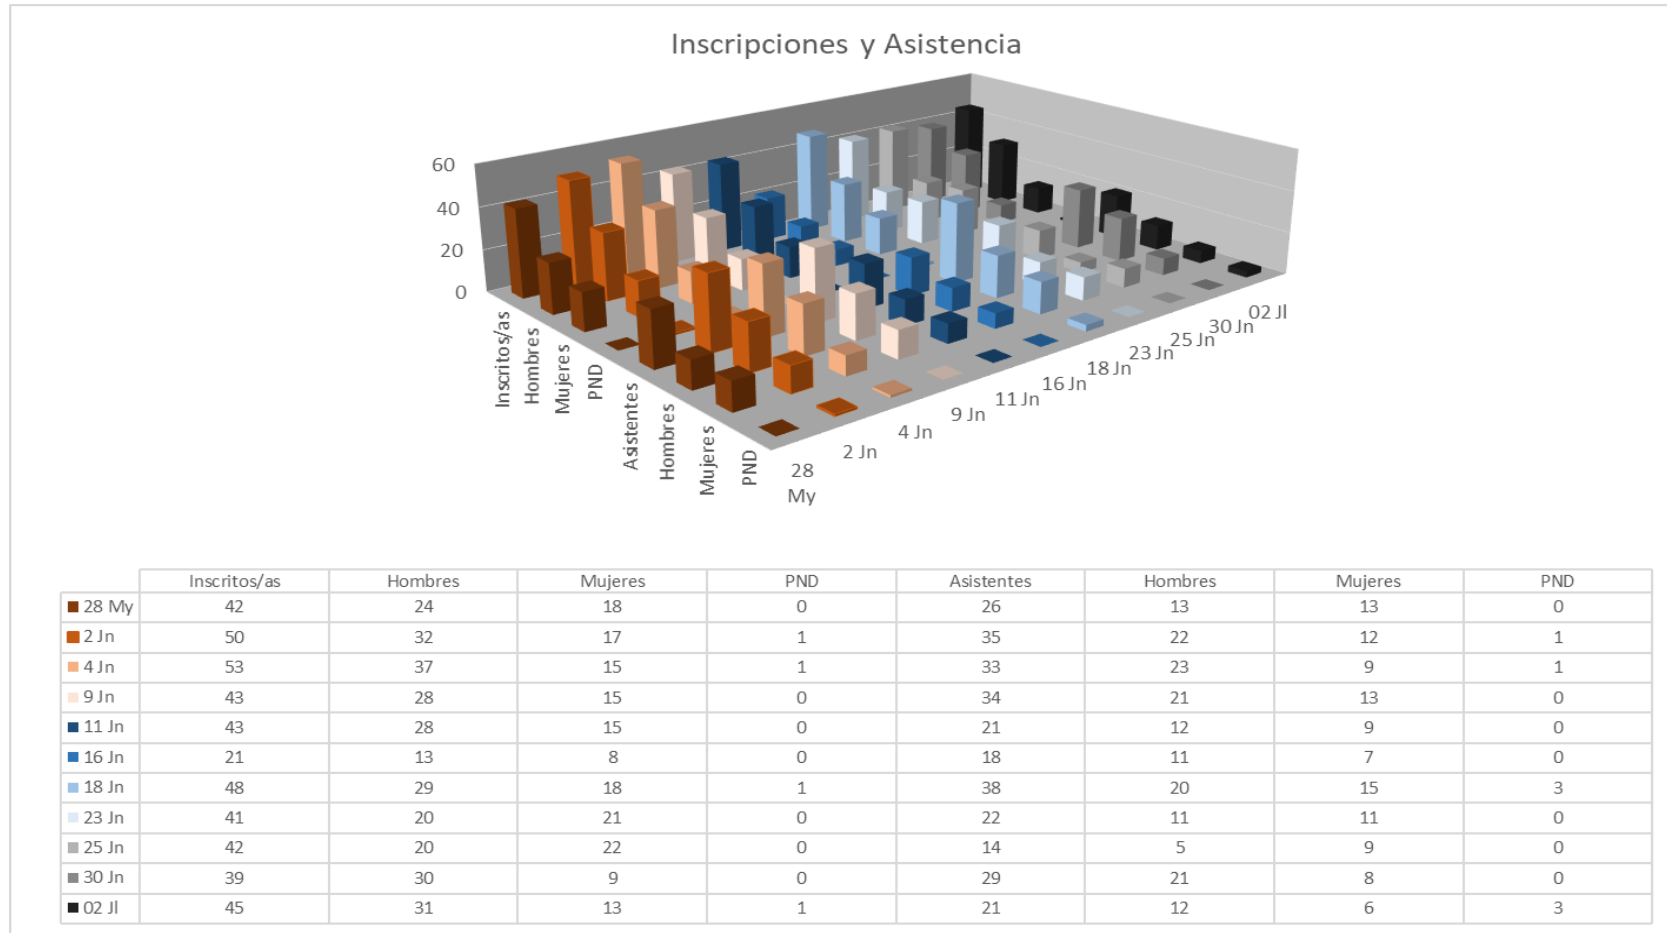 Inscripciones y Asistencia
60
40
20
0
Inscritos/as
Hombres
Mujeres
PND
Asistentes
Hombres
Mujeres
PND
28
My
2 Jn
4 Jn
9 Jn
11 Jn
16 Jn
18 Jn
23 Jn
25 Jn
30 Jn
02 Jl
Inscritos/as Hombres Mujeres PND Asistentes Hombres Mujeres PND
28 My 42 24 18 0 26 13 13 0
2 Jn 50 32 17 1 35 22 12 1
4 Jn 53 37 15 1 33 23 9 1
9 Jn 43 28 15 0 34 21 13 0
11 Jn 43 28 15 0 21 12 9 0
16 Jn 21 13 8 0 18 11 7 0
18 Jn 48 29 18 1 38 20 15 3
23 Jn 41 20 21 0 22 11 11 0
25 Jn 42 20 22 0 14 5 9 0
30 Jn 39 30 9 0 29 21 8 0
02 Jl 45 31 13 1 21 12 6 3